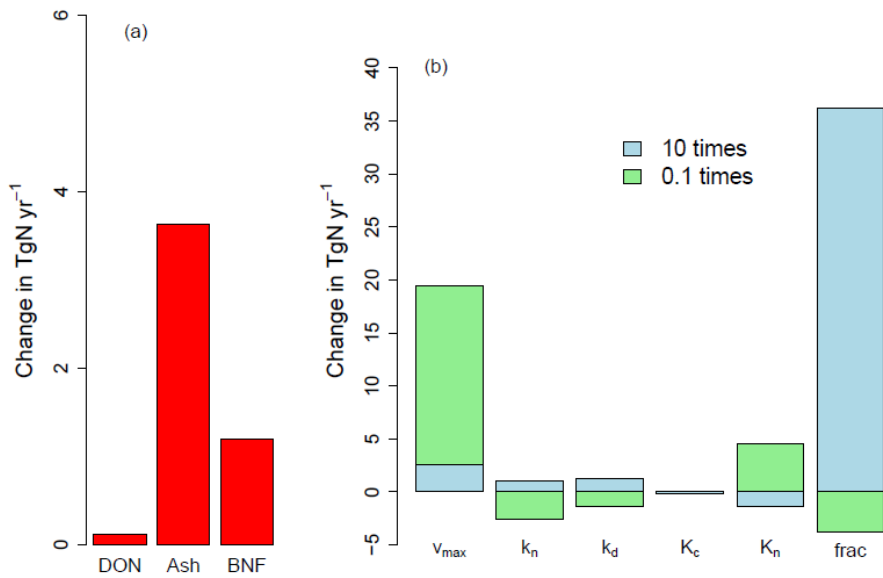 (a)
Change in TgN yr⁻¹
6
4
2
0
DON Ash BNF
(b)
Change in TgN yr⁻¹
40
35
30
25
20
15
10
5
0
−5
10 times
0.1 times
vmax kn kd Kc Kn frac